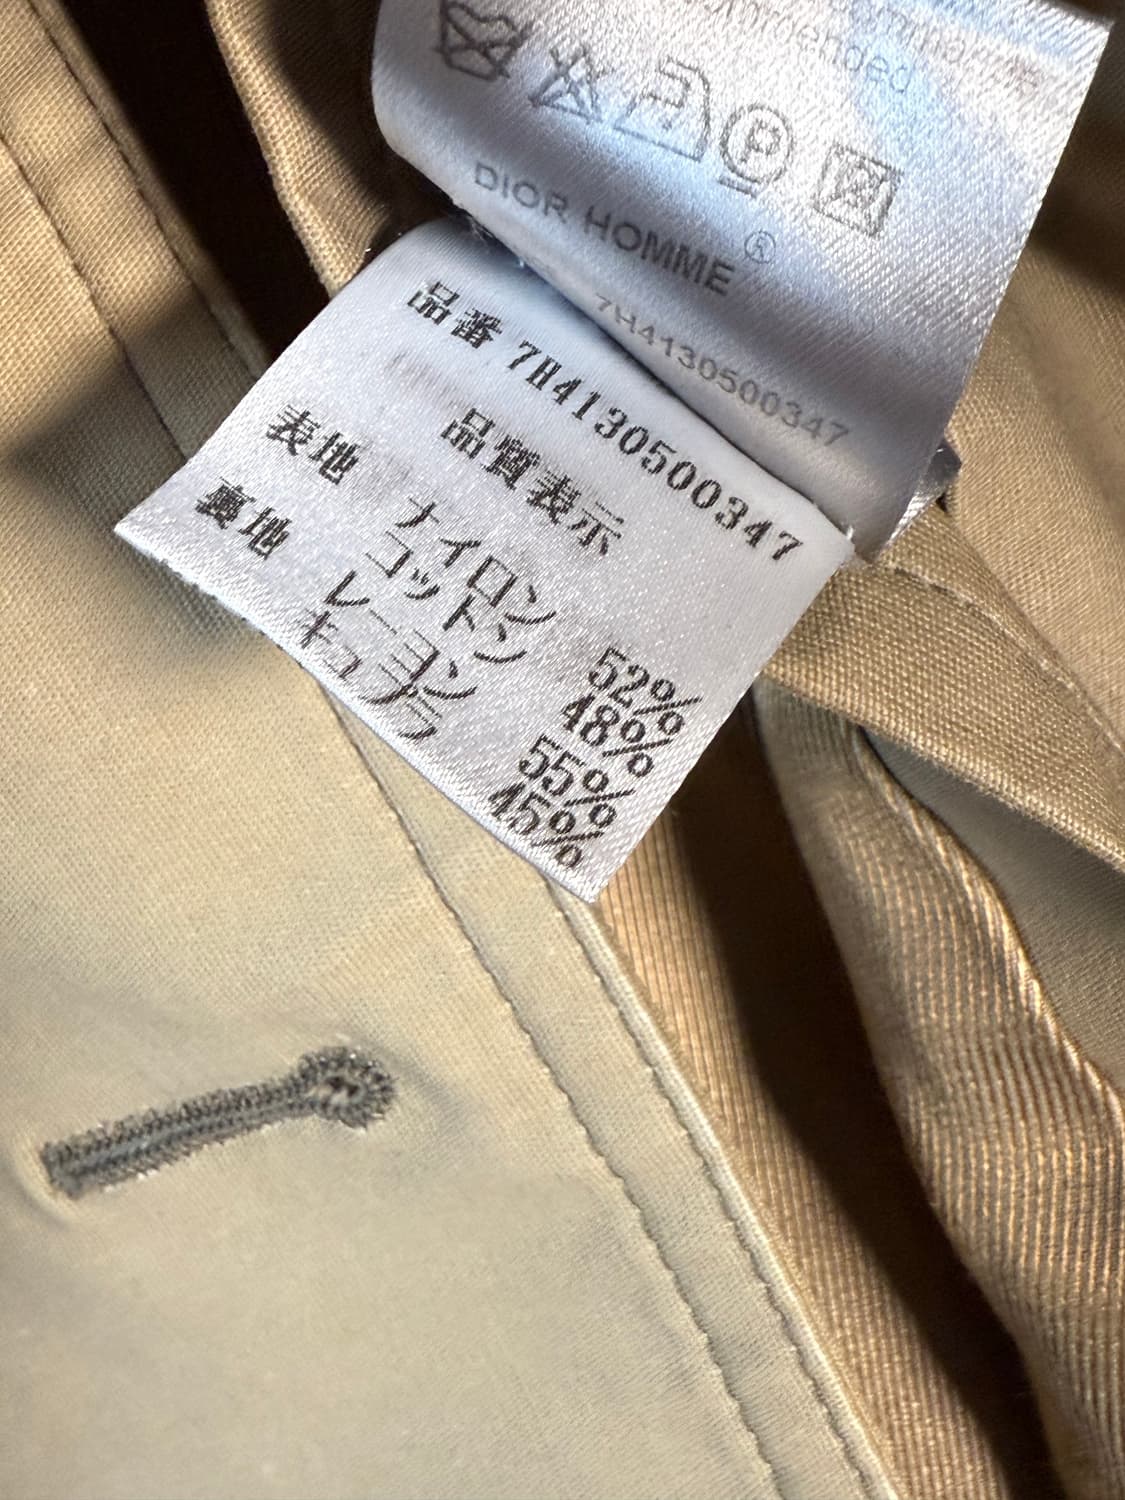 DIOR HOMME®
7H4130500347
品番 7H4130500347
品質表示
表地 ナイロン 52%
コットン 48%
裏地 レーヨン 55%
キュプラ 45%